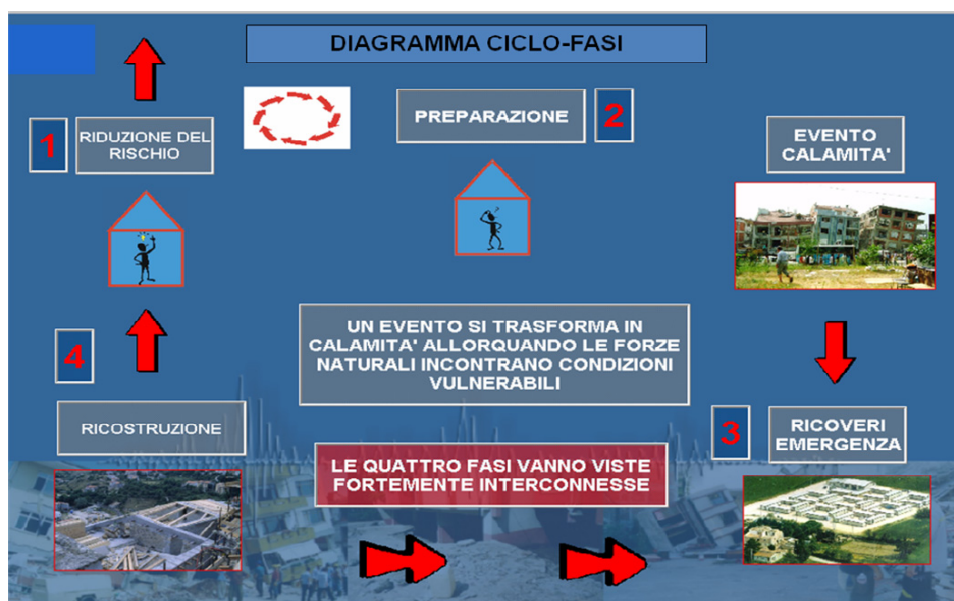 DIAGRAMMA CICLO-FASI
1
RIDUZIONE DEL
RISCHIO
PREPARAZIONE
2
EVENTO
CALAMITA'
UN EVENTO SI TRASFORMA IN
CALAMITA' ALLORQUANDO LE FORZE
NATURALI INCONTRANO CONDIZIONI
VULNERABILI
4
RICOSTRUZIONE
3
RICOVERI
EMERGENZA
LE QUATTRO FASI VANNO VISTE
FORTEMENTE INTERCONNESSE